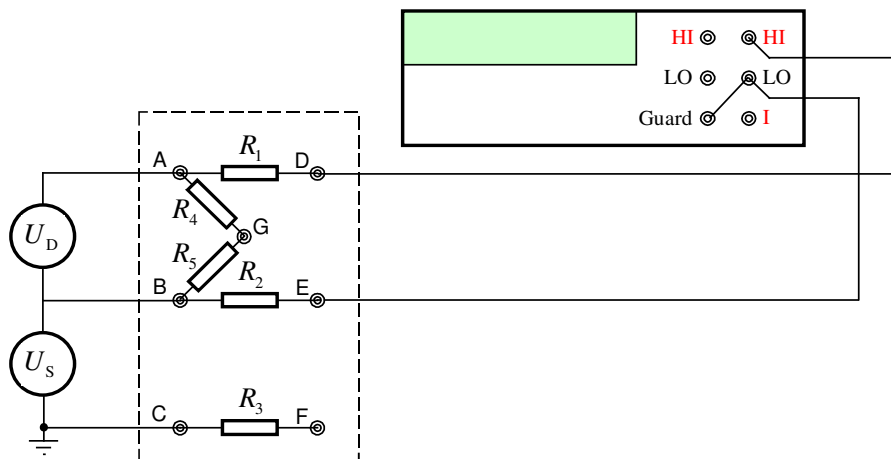 HI HI
LO LO
Guard I
A R1 D
R4 G
UD
R5
B R2 E
US
C R3 F